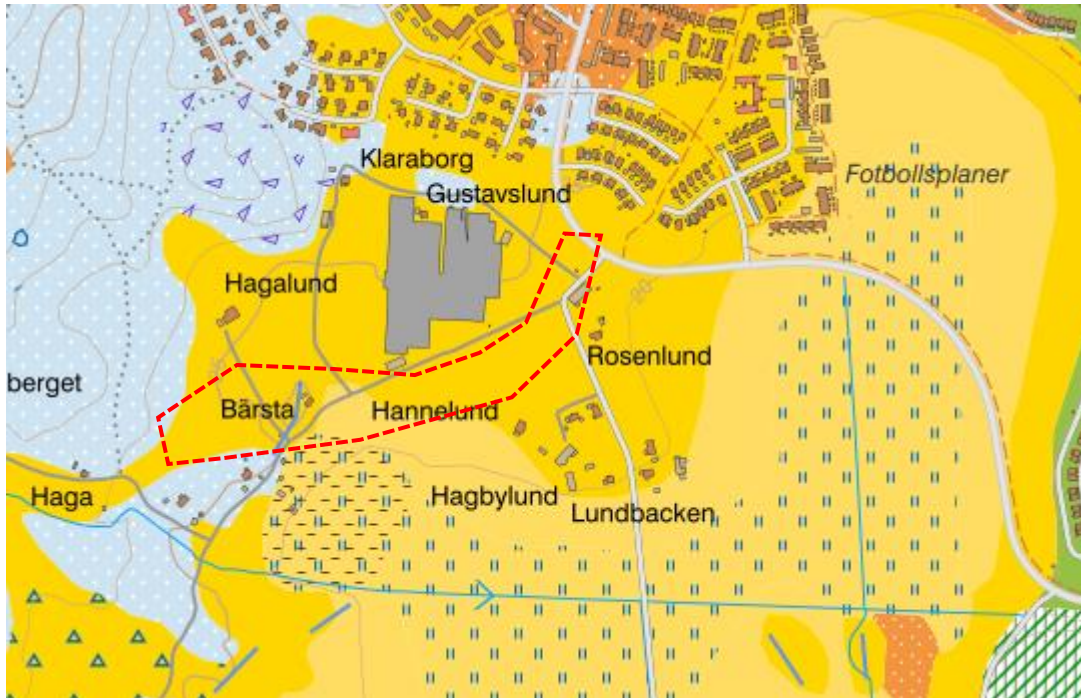 Klaraborg
Fotbollsplaner
Gustavslund
Hagalund
Rosenlund
berget
Bärsta
Hannelund
Haga
Hagbylund
Lundbacken